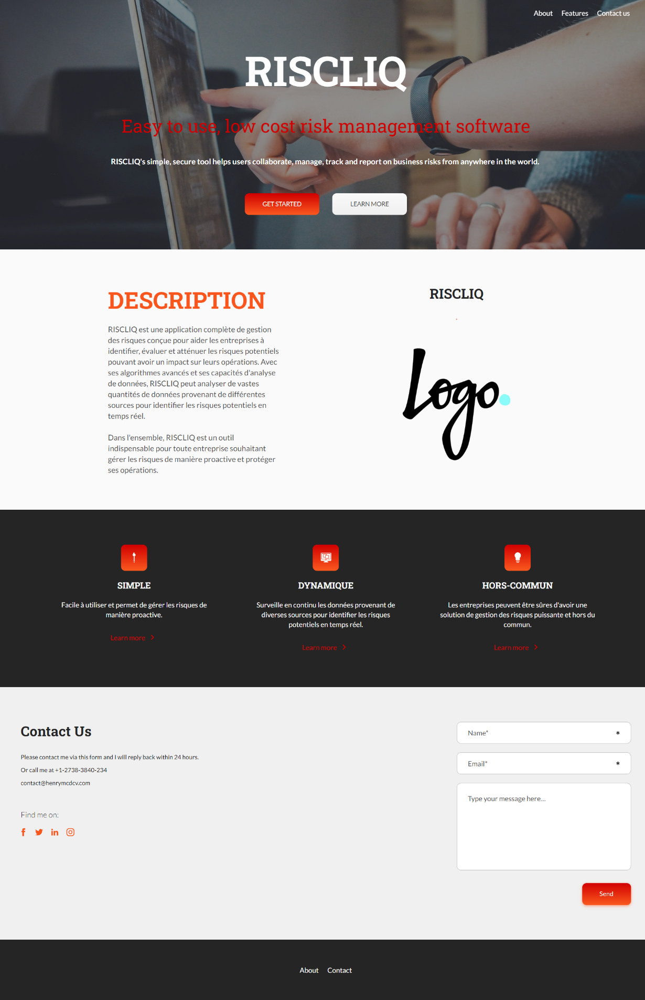 About Features Contact us
RISCLIQ
Easy to use, low cost risk management software
RISCLIQ's simple, secure tool helps users collaborate, manage, track and report on business risks from anywhere in the world.
GET STARTED LEARN MORE
DESCRIPTION
RISCLIQ est une application complète de gestion
des risques conçue pour aider les entreprises à
identifier, évaluer et atténuer les risques potentiels
pouvant avoir un impact sur leurs opérations. Avec
ses algorithmes avancés et ses capacités d'analyse
de données, RISCLIQ peut analyser de vastes
quantités de données provenant de différentes
sources pour identifier les risques potentiels en
temps réel.
Dans l'ensemble, RISCLIQ est un outil
indispensable pour toute entreprise souhaitant
gérer les risques de manière proactive et protéger
ses opérations.
RISCLIQ
Logo.
SIMPLE
Facile à utiliser et permet de gérer les risques de
manière proactive.
Learn more
DYNAMIQUE
Surveille en continu les données provenant de
diverses sources pour identifier les risques
potentiels en temps réel.
Learn more
HORS-COMMUN
Les entreprises peuvent être sûres d'avoir une
solution de gestion des risques puissante et hors du
commun.
Learn more
Contact Us
Please contact me via this form and I will reply back within 24 hours.
Or call me at +1-2738-3840-234
contact@henrymcdcv.com
Find me on:
Name* *
Email* *
Type your message here...
Send
About Contact